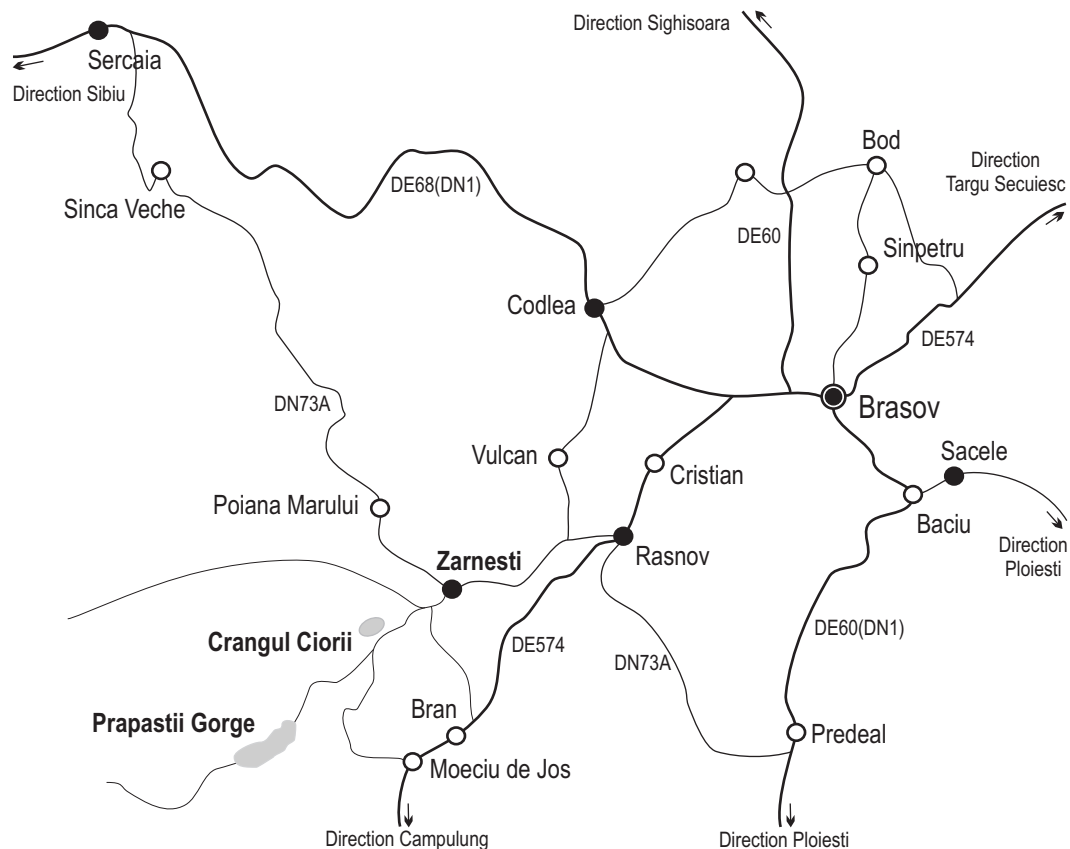 Direction Sighisoara
Sercaia
Direction Sibiu
Bod
Direction
Targu Secuiesc
DE68(DN1)
Sinca Veche
DE60
Sinpetru
Codlea
DE574
DN73A
Brasov
Vulcan
Cristian
Sacele
Poiana Marului
Baciu
Zarnesti
Rasnov
Direction
Ploiesti
Crangul Ciorii
DE574
DN73A
DE60(DN1)
Prapastii Gorge
Bran
Predeal
Moeciu de Jos
Direction Campulung
Direction Ploiesti